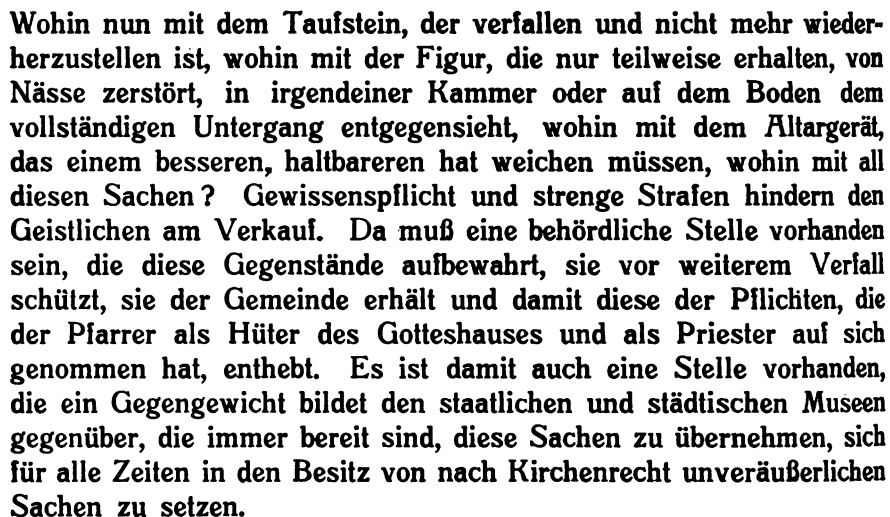 Wohin nun mit dem Taufstein, der verfallen und nicht mehr wieder-
herzustellen ist, wohin mit der Figur, die nur teilweise erhalten, von
Nässe zerstört, in irgendeiner Kammer oder auf dem Boden dem
vollständigen Untergang entgegensieht, wohin mit dem Altargerät,
das einem besseren, haltbareren hat weichen müssen, wohin mit all
diesen Sachen? Gewissenspflicht und strenge Strafen hindern den
Geistlichen am Verkauf. Da muß eine behördliche Stelle vorhanden
sein, die diese Gegenstände aufbewahrt, sie vor weiterem Verfall
schützt, sie der Gemeinde erhält und damit diese der Pflichten, die
der Pfarrer als Hüter des Gotteshauses und als Priester auf sich
genommen hat, enthebt. Es ist damit auch eine Stelle vorhanden,
die ein Gegengewicht bildet den staatlichen und städtischen Museen
gegenüber, die immer bereit sind, diese Sachen zu übernehmen, sich
für alle Zeiten in den Besitz von nach Kirchenrecht unveräußerlichen
Sachen zu setzen.